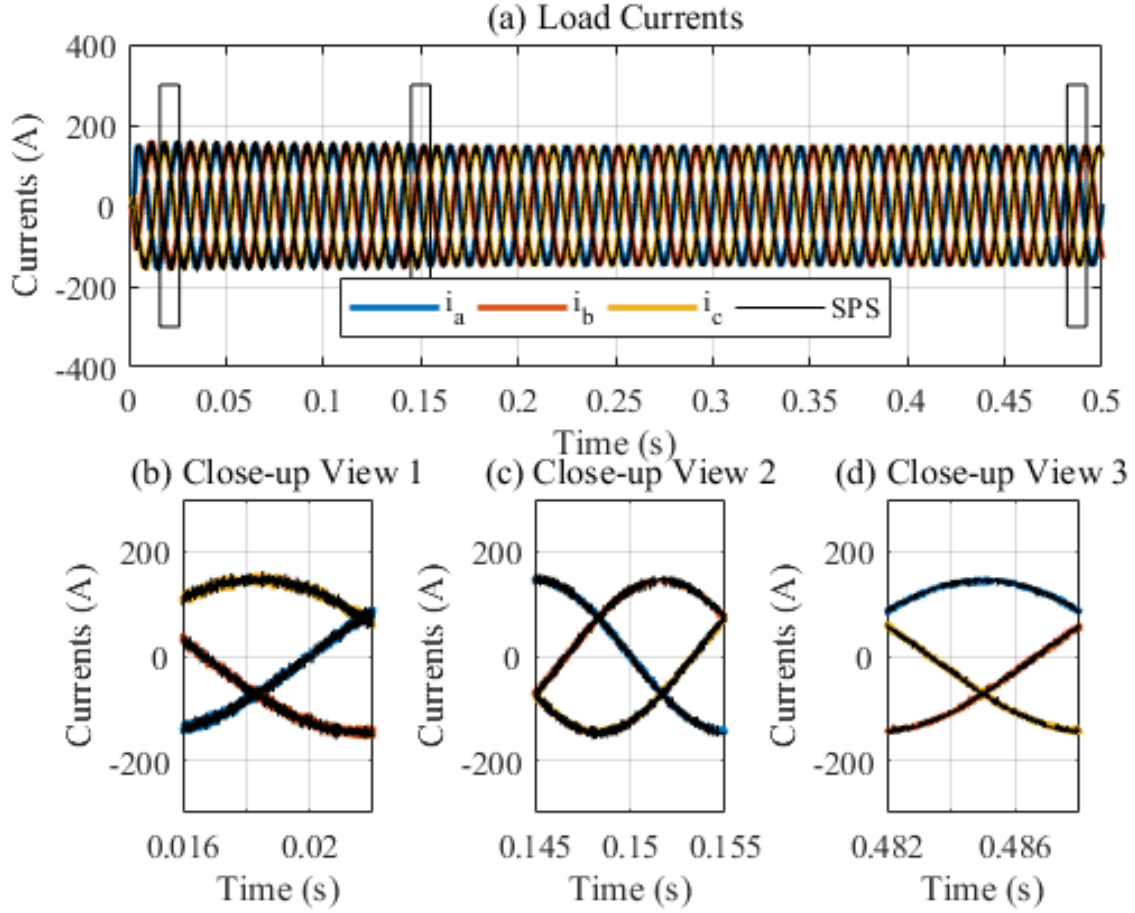 (a) Load Currents
400
200
0
-200
-400
Currents (A)
i_a i_b i_c SPS
0 0.05 0.1 0.15 0.2 0.25 0.3 0.35 0.4 0.45 0.5
Time (s)
(b) Close-up View 1
200
0
-200
Currents (A)
0.016 0.02
Time (s)
(c) Close-up View 2
200
0
-200
Currents (A)
0.145 0.15 0.155
Time (s)
(d) Close-up View 3
200
0
-200
Currents (A)
0.482 0.486
Time (s)